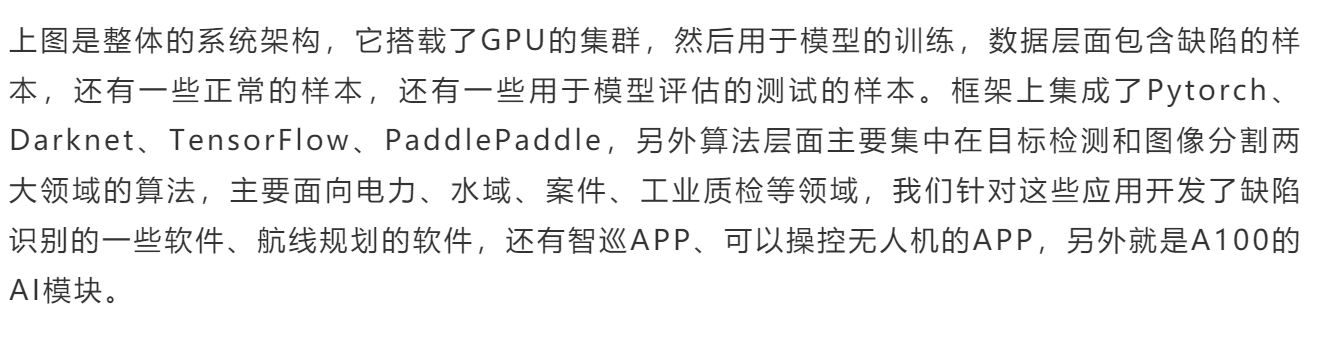 上图是整体的系统架构，它搭载了GPU的集群，然后用于模型的训练，数据层面包含缺陷的样
本，还有一些正常的样本，还有一些用于模型评估的测试的样本。框架上集成了Pytorch、
Darknet、TensorFlow、PaddlePaddle，另外算法层面主要集中在目标检测和图像分割两
大领域的算法，主要面向电力、水域、案件、工业质检等领域，我们针对这些应用开发了缺陷
识别的一些软件、航线规划的软件，还有智巡APP、可以操控无人机的APP，另外就是A100的
AI模块。